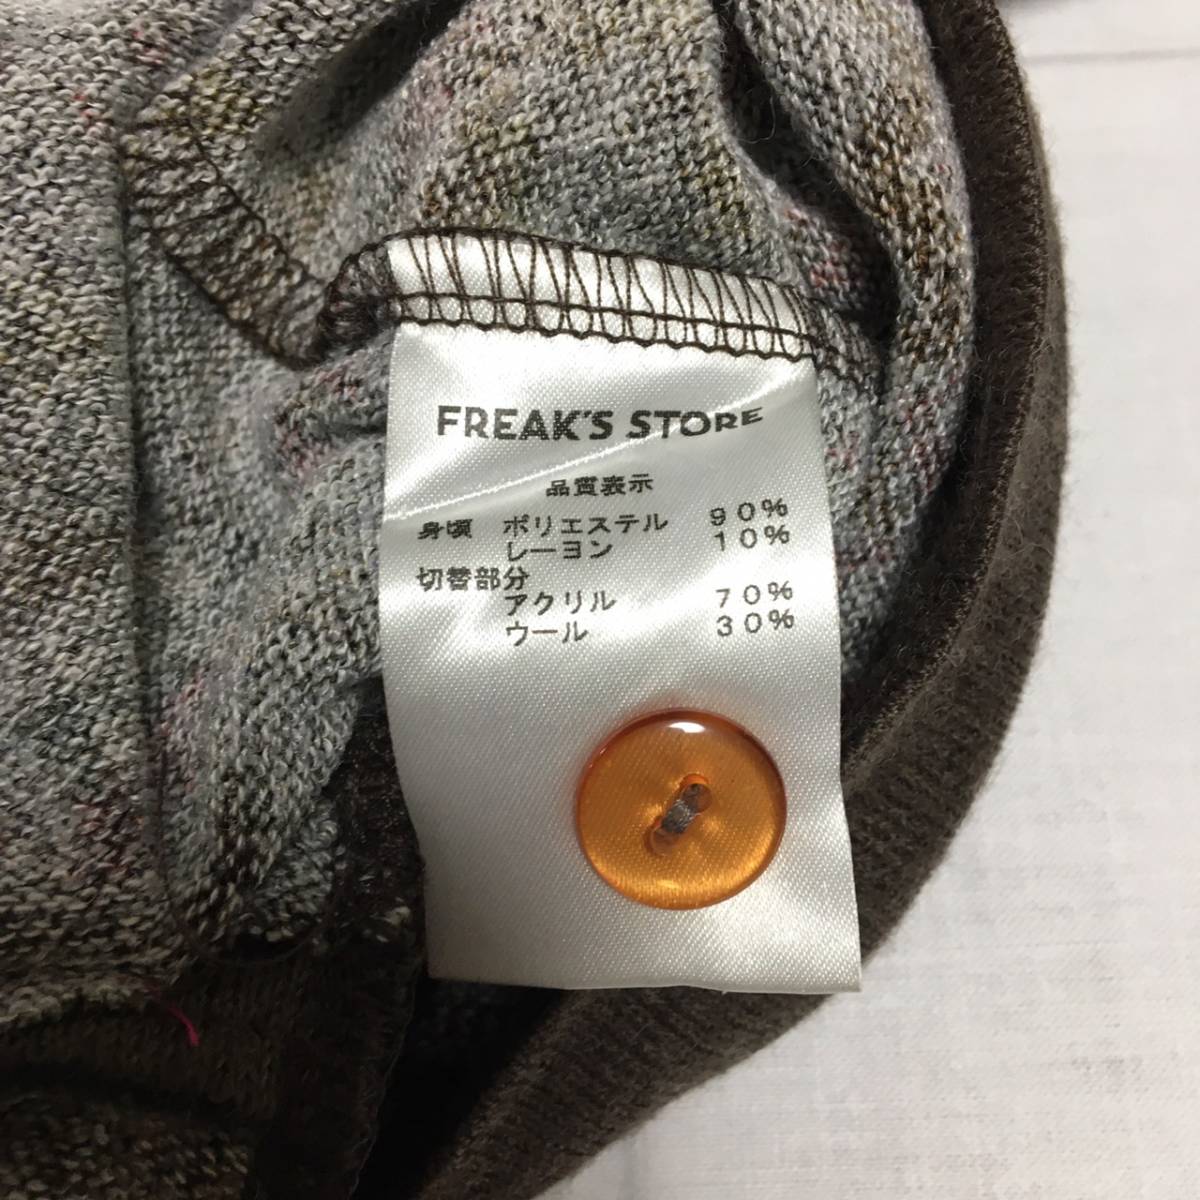 FREAK'S STORE
品質表示
身頃 ポリエステル 90%
レーヨン 10%
切替部分
アクリル 70%
ウール 30%